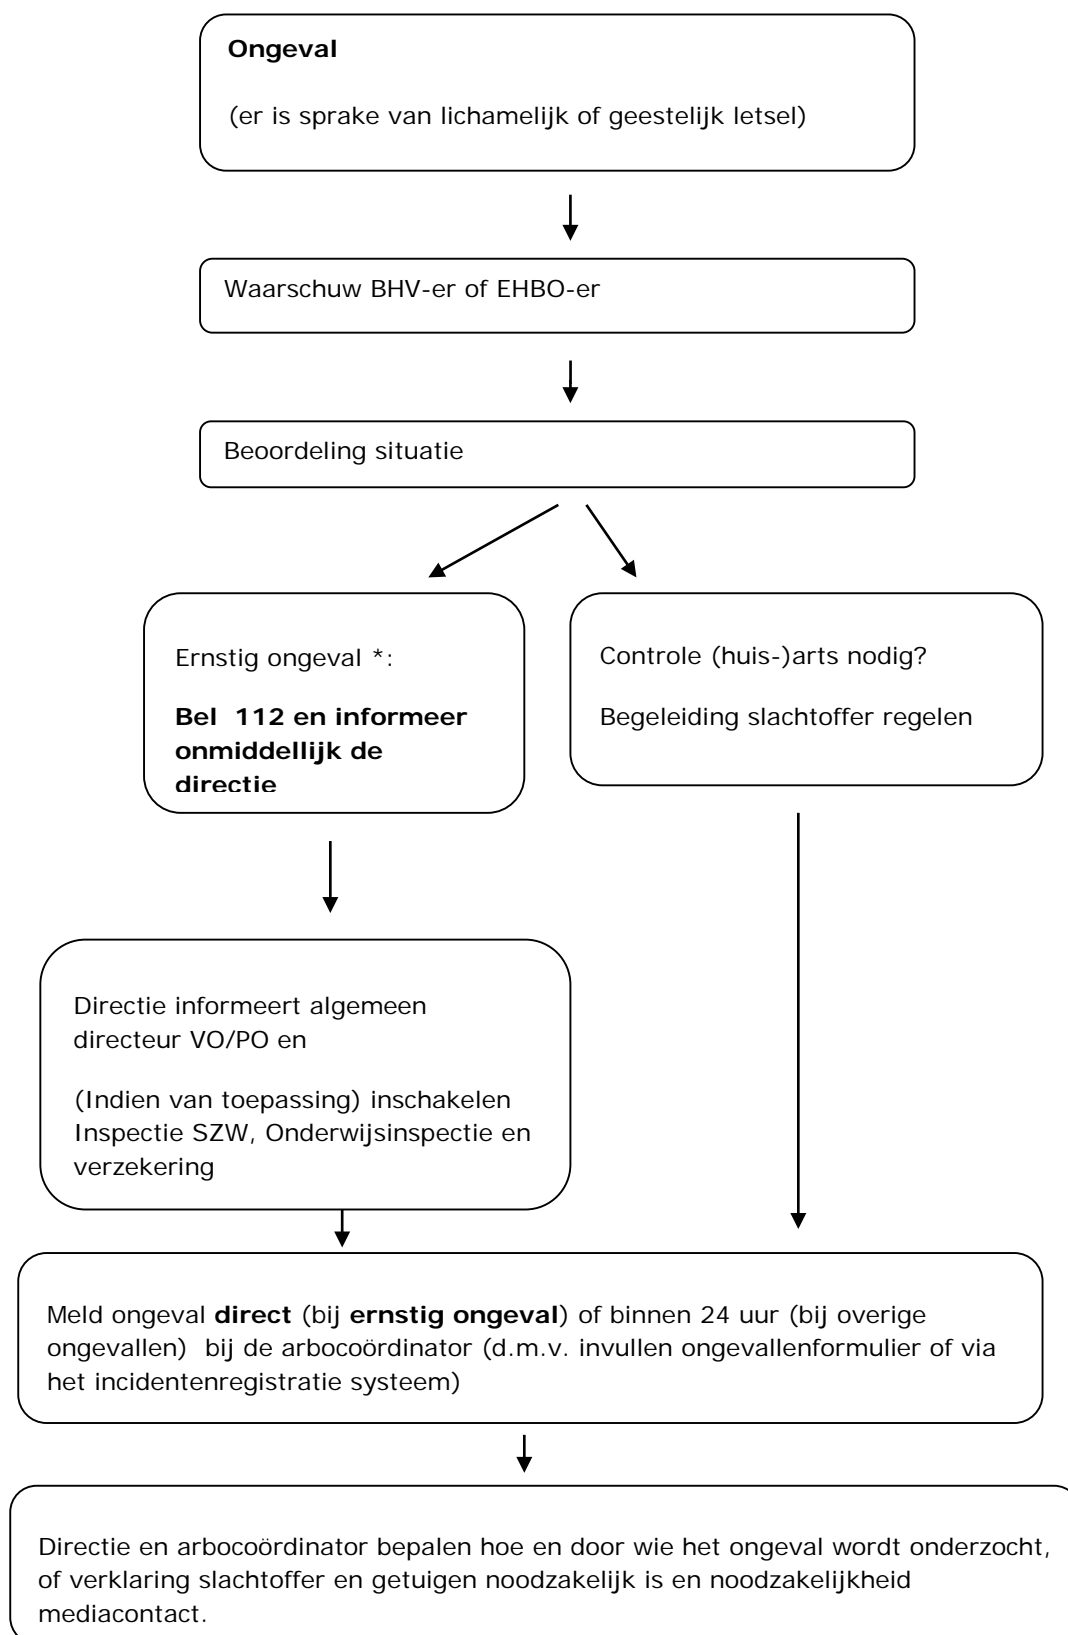 Ongeval
(er is sprake van lichamelijk of geestelijk letsel)
Waarschuw BHV-er of EHBO-er
Beoordeling situatie
Ernstig ongeval *:
Bel 112 en informeer
onmiddellijk de
directie
Controle (huis-)arts nodig?
Begeleiding slachtoffer regelen
Directie informeert algemeen
directeur VO/PO en
(Indien van toepassing) inschakelen
Inspectie SZW, Onderwijsinspectie en
verzekering
Meld ongeval direct (bij ernstig ongeval) of binnen 24 uur (bij overige
ongevallen) bij de arbocoördinator (d.m.v. invullen ongevallenformulier of via
het incidentenregistratie systeem)
Directie en arbocoördinator bepalen hoe en door wie het ongeval wordt onderzocht,
of verklaring slachtoffer en getuigen noodzakelijk is en noodzakelijkheid
mediacontact.